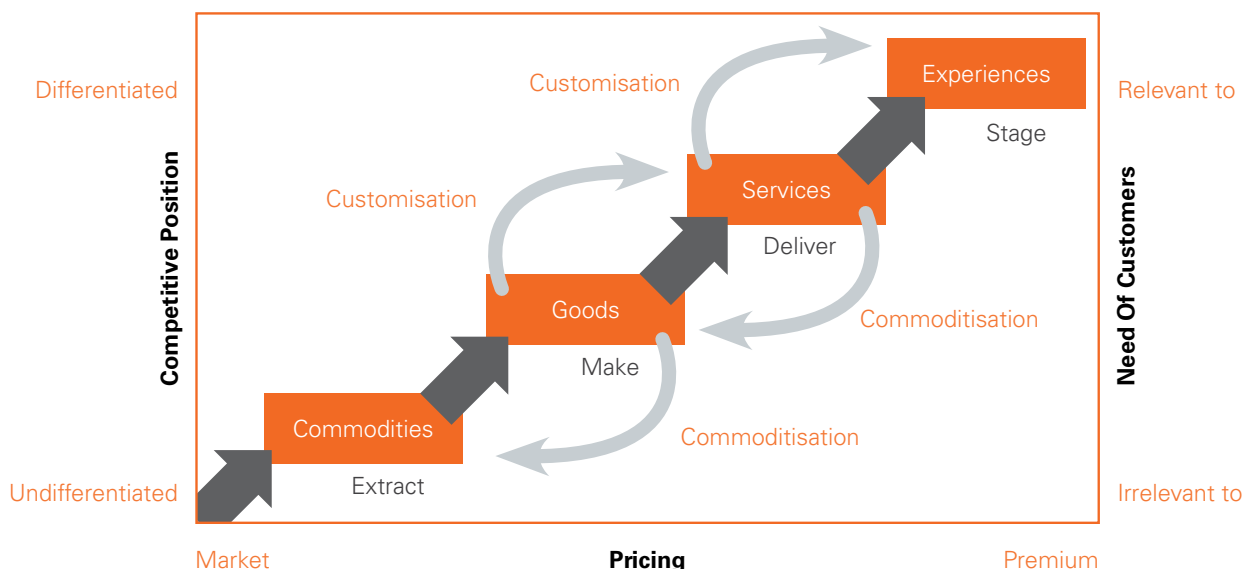 Experiences
Customisation
Differentiated
Relevant to
Stage
Services
Customisation
Deliver
Competitive Position
Need Of Customers
Goods
Commoditisation
Make
Commodities
Commoditisation
Extract
Undifferentiated
Irrelevant to
Market
Pricing
Premium